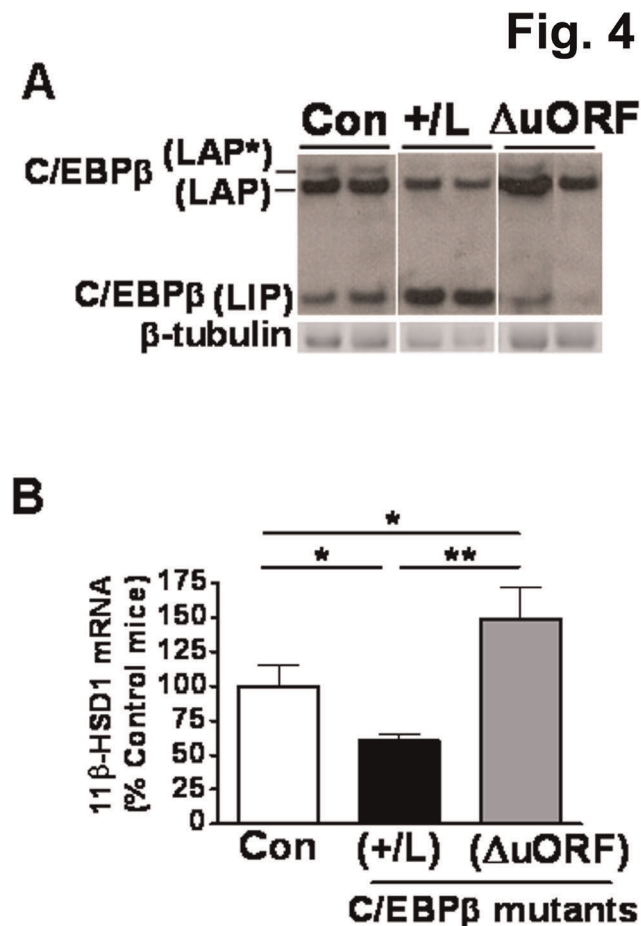 Fig. 4
A
Con +/L ΔuORF
C/EBPβ (LAP*)
(LAP)
C/EBPβ (LIP)
β-tubulin
B
*
* **
11β-HSD1 mRNA
(% Control mice)
175
150
125
100
75
50
25
0
Con (+/L) (ΔuORF)
C/EBPβ mutants